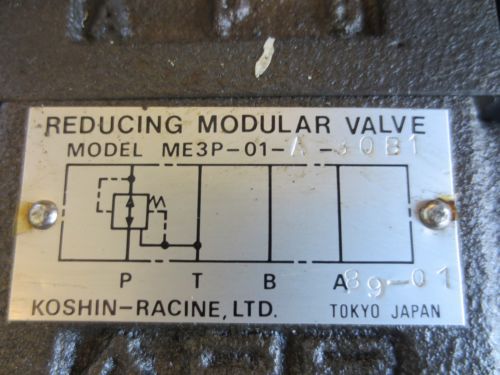 REDUCING MODULAR VALVE
MODEL ME3P-01-A-30B1
P T B A
89-01
KOSHIN-RACINE, LTD. TOKYO JAPAN